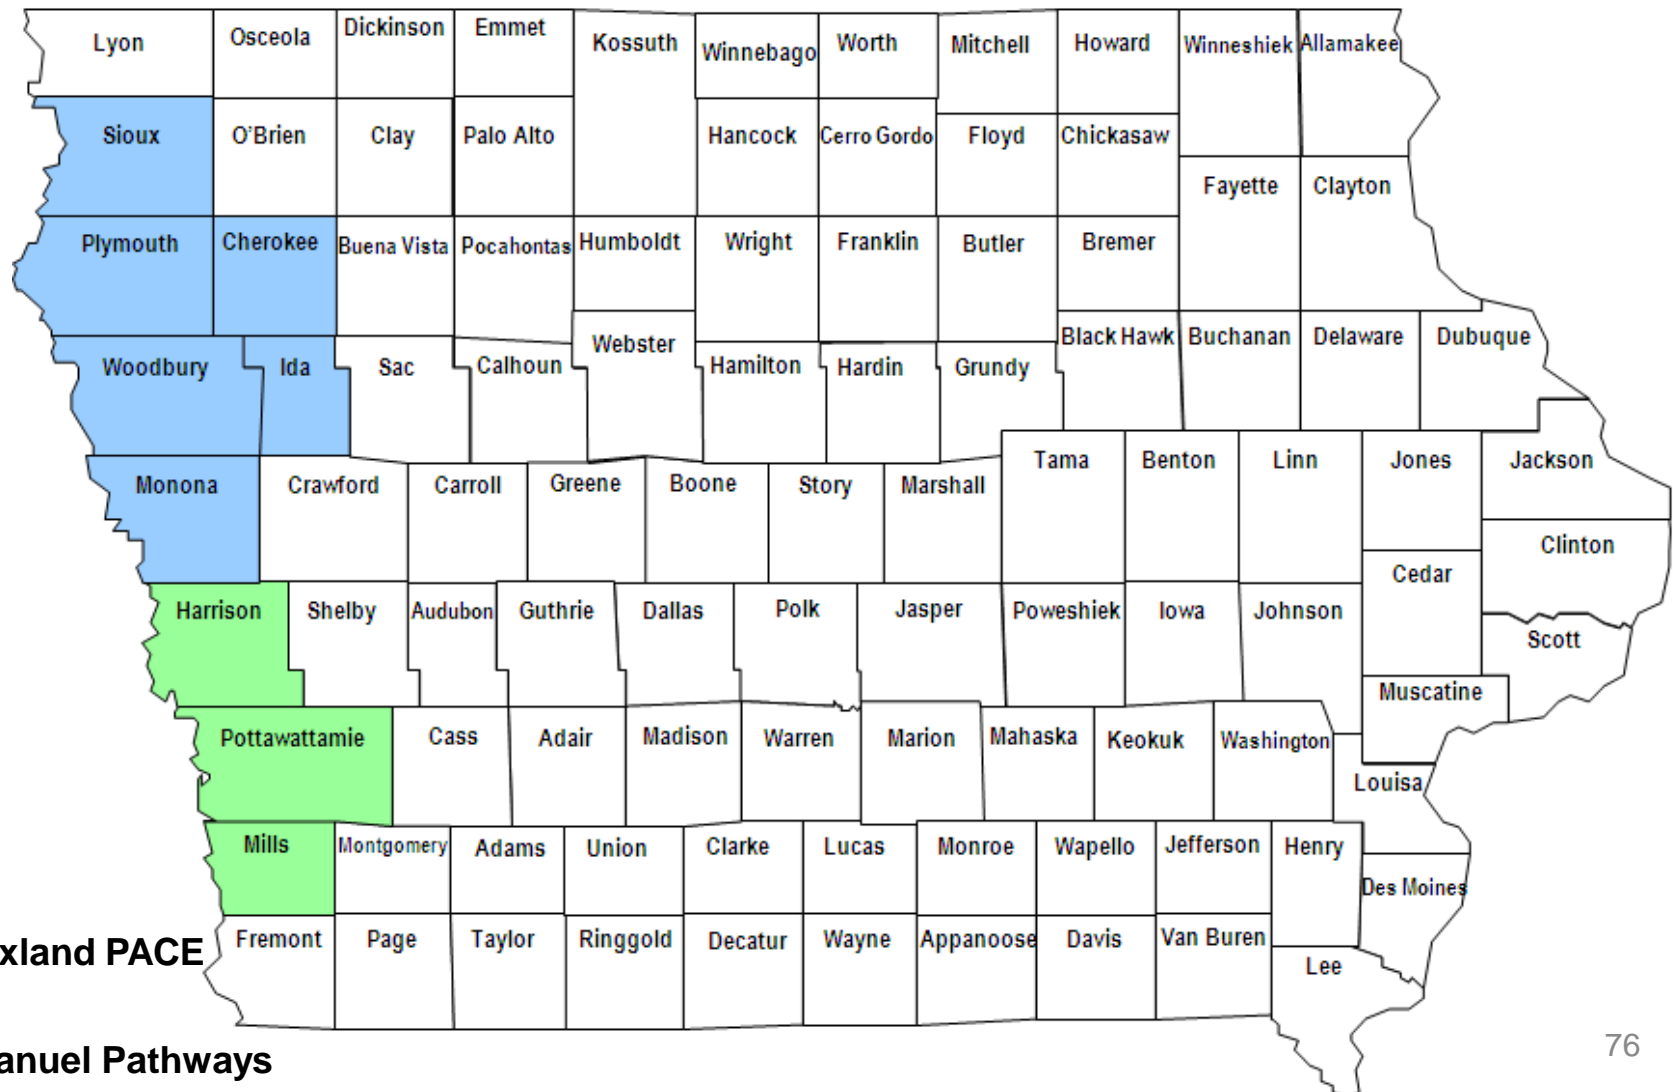 Lyon Osceola Dickinson Emmet Kossuth Winnebago Worth Mitchell Howard Winneshiek Allamakee
Sioux O'Brien Clay Palo Alto Hancock Cerro Gordo Floyd Chickasaw
Fayette Clayton
Plymouth Cherokee Buena Vista Pocahontas Humboldt Wright Franklin Butler Bremer
Woodbury Ida Sac Calhoun Webster Hamilton Hardin Grundy Black Hawk Buchanan Delaware Dubuque
Monona Crawford Carroll Greene Boone Story Marshall Tama Benton Linn Jones Jackson
Clinton
Cedar
Harrison Shelby Audubon Guthrie Dallas Polk Jasper Poweshiek Iowa Johnson
Scott
Muscatine
Pottawattamie Cass Adair Madison Warren Marion Mahaska Keokuk Washington
Louisa
Mills Montgomery Adams Union Clarke Lucas Monroe Wapello Jefferson Henry
Des Moines
xland PACE
Fremont Page Taylor Ringgold Decatur Wayne Appanoose Davis Van Buren
Lee
anuel Pathways
76